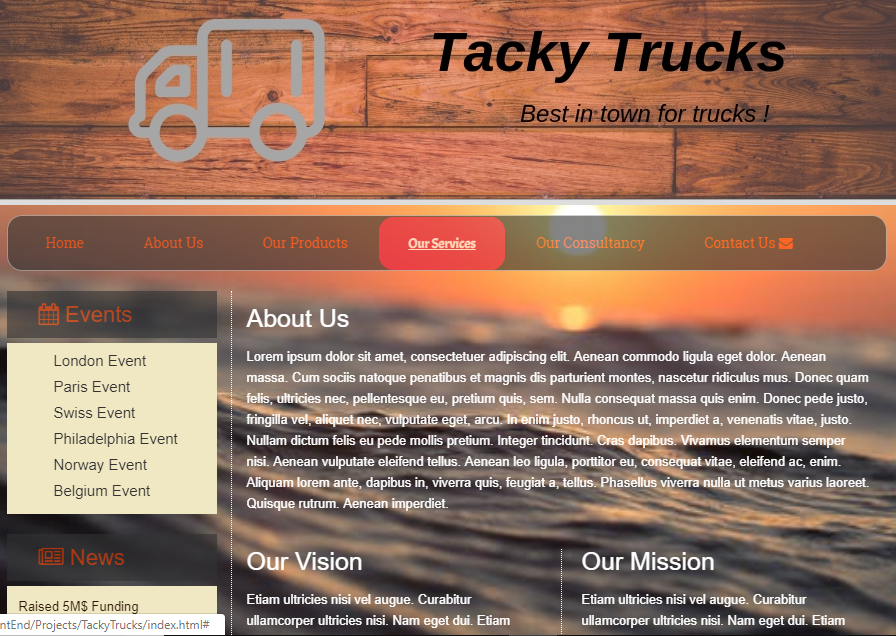 Tacky Trucks
Best in town for trucks !
Home About Us Our Products Our Services Our Consultancy Contact Us
Events
London Event
Paris Event
Swiss Event
Philadelphia Event
Norway Event
Belgium Event
News
Raised 5M$ Funding
About Us
Lorem ipsum dolor sit amet, consectetuer adipiscing elit. Aenean commodo ligula eget dolor. Aenean
massa. Cum sociis natoque penatibus et magnis dis parturient montes, nascetur ridiculus mus. Donec quam
felis, ultricies nec, pellentesque eu, pretium quis, sem. Nulla consequat massa quis enim. Donec pede justo,
fringilla vel, aliquet nec, vulputate eget, arcu. In enim justo, rhoncus ut, imperdiet a, venenatis vitae, justo.
Nullam dictum felis eu pede mollis pretium. Integer tincidunt. Cras dapibus. Vivamus elementum semper
nisi. Aenean vulputate eleifend tellus. Aenean leo ligula, porttitor eu, consequat vitae, eleifend ac, enim.
Aliquam lorem ante, dapibus in, viverra quis, feugiat a, tellus. Phasellus viverra nulla ut metus varius laoreet.
Quisque rutrum. Aenean imperdiet.
Our Vision
Etiam ultricies nisi vel augue. Curabitur
ullamcorper ultricies nisi. Nam eget dui. Etiam
Our Mission
Etiam ultricies nisi vel augue. Curabitur
ullamcorper ultricies nisi. Nam eget dui. Etiam
ntEnd/Projects/TackyTrucks/index.html#